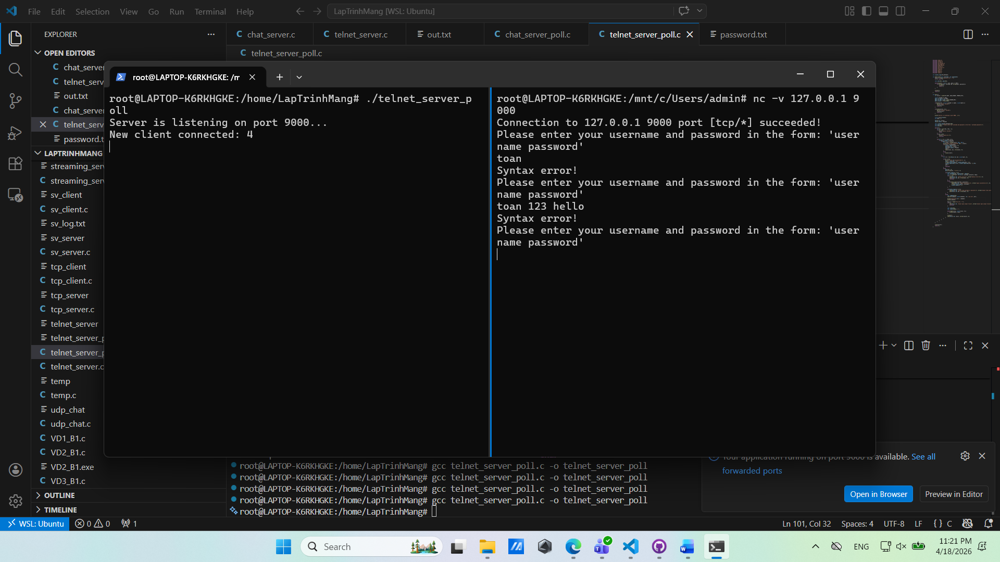 File Edit Selection View Go Run Terminal Help
LapTrinhMang [WSL: Ubuntu]
EXPLORER
OPEN EDITORS
chat_server
telnet_serv
out.txt
chat_server
telnet_serv
password.t
LAPTRINHMANG
streaming_serv
streaming_serv
sv_client
sv_client.c
sv_log.txt
sv_server
sv_server.c
tcp_client
tcp_client.c
tcp_server
tcp_server.c
telnet_server
telnet_server_p
telnet_server_p
telnet_server.c
temp
temp.c
udp_chat
udp_chat.c
VD1_B1.c
VD2_B1.c
VD2_B1.exe
VD3_B1.c
OUTLINE
TIMELINE
chat_server.c
telnet_server.c
out.txt
chat_server_poll.c
telnet_server_poll.c
password.txt
telnet_server_poll.c
root@LAPTOP-K6RKHGKE: /m
root@LAPTOP-K6RKHGKE:/home/LapTrinhMang# ./telnet_server_p
oll
Server is listening on port 9000...
New client connected: 4
root@LAPTOP-K6RKHGKE:/mnt/c/Users/admin# nc -v 127.0.0.1 9
000
Connection to 127.0.0.1 9000 port [tcp/*] succeeded!
Please enter your username and password in the form: 'user
name password'
toan
Syntax error!
Please enter your username and password in the form: 'user
name password'
toan 123 hello
Syntax error!
Please enter your username and password in the form: 'user
name password'
root@LAPTOP-K6RKHGKE:/home/LapTrinhMang# gcc telnet_server_poll.c -o telnet_server_poll
root@LAPTOP-K6RKHGKE:/home/LapTrinhMang# gcc telnet_server_poll.c -o telnet_server_poll
root@LAPTOP-K6RKHGKE:/home/LapTrinhMang# gcc telnet_server_poll.c -o telnet_server_poll
root@LAPTOP-K6RKHGKE:/home/LapTrinhMang# gcc telnet_server_poll.c -o telnet_server_poll
root@LAPTOP-K6RKHGKE:/home/LapTrinhMang#
Your application running on port 9000 is available. See all
forwarded ports
Open in Browser
Preview in Editor
WSL: Ubuntu 0 0 1
Ln 101, Col 32 Spaces: 4 UTF-8 LF {} C
Search
ENG
11:21 PM
4/18/2026